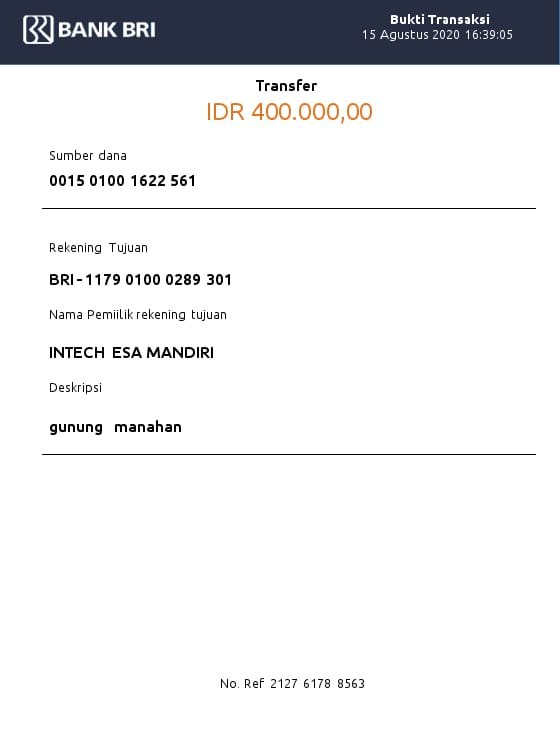 BANK BRI
Bukti Transaksi
15 Agustus 2020 16:39:05
Transfer
IDR 400.000,00
Sumber dana
0015 0100 1622 561
Rekening Tujuan
BRI - 1179 0100 0289 301
Nama Pemiilik rekening tujuan
INTECH ESA MANDIRI
Deskripsi
gunung manahan
No. Ref 2127 6178 8563